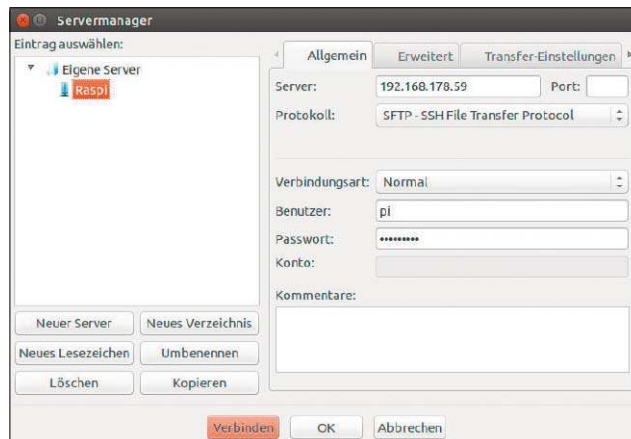 Servermanager
Eintrag auswählen:
Eigene Server
Raspi
Neuer Server
Neues Verzeichnis
Neues Lesezeichen
Umbenennen
Löschen
Kopieren
Allgemein
Erweitert
Transfer-Einstellungen
Server:
192.168.178.59
Port:
Protokoll:
SFTP - SSH File Transfer Protocol
Verbindungsart:
Normal
Benutzer:
pi
Passwort:
•••••••••
Konto:
Kommentare:
Verbinden
OK
Abbrechen